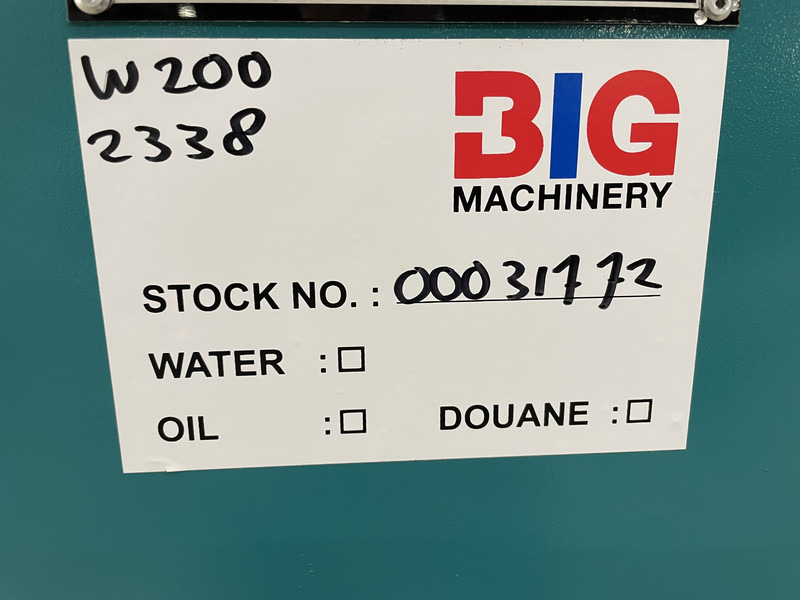 W200
2338
BIG
MACHINERY
STOCK NO. : 00031772
WATER : ☐
OIL : ☐ DOUANE : ☐